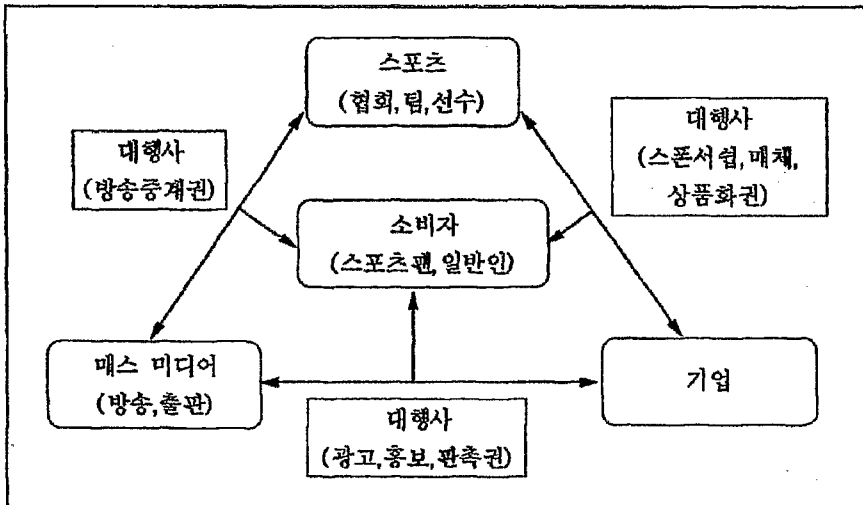 스포츠
(협회,팀,선수)
대행사
(방송중계권)
대행사
(스폰서쉽,매체,
상품화권)
소비자
(스포츠팬,일반인)
매스 미디어
(방송,출판)
기업
대행사
(광고,홍보,판촉권)